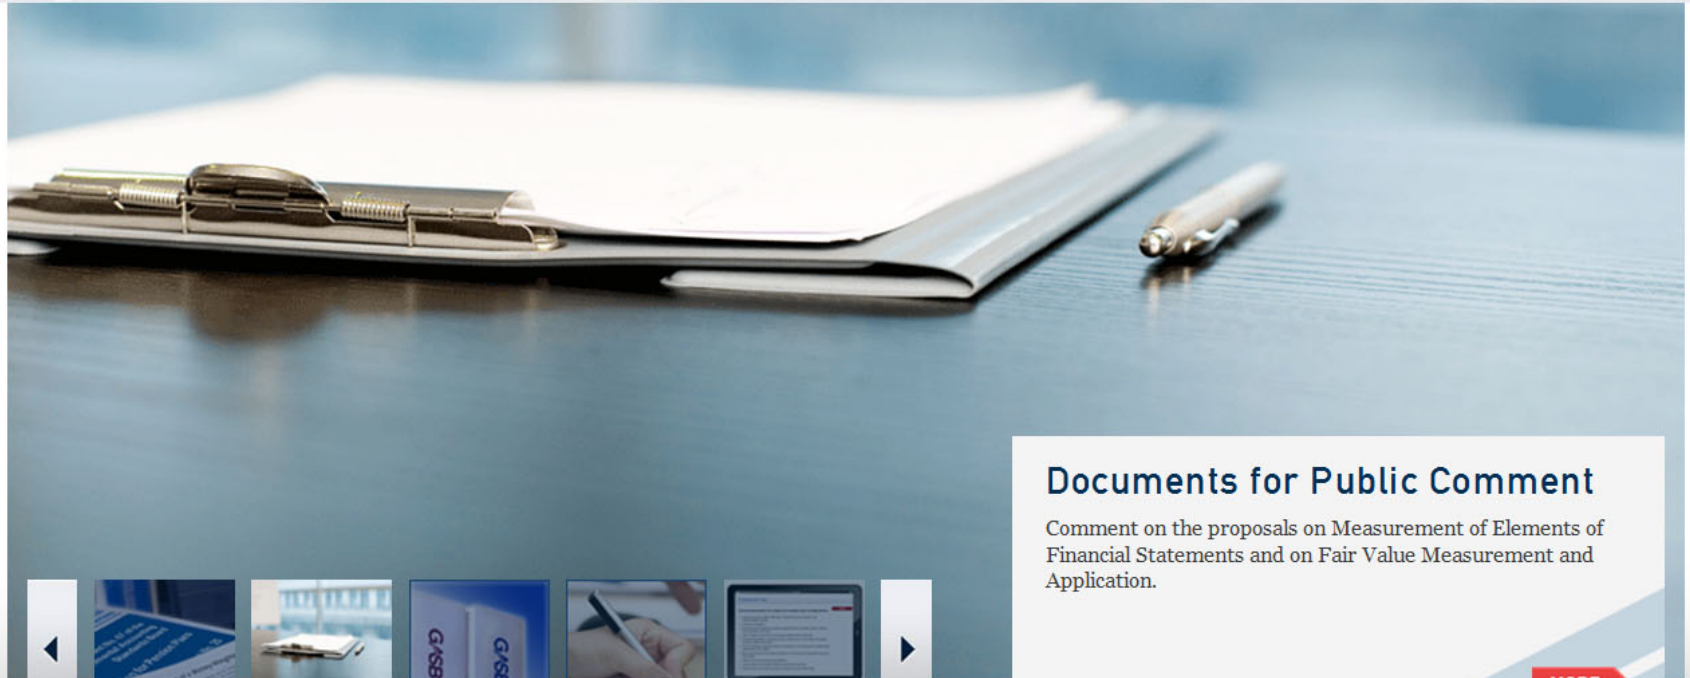 Documents for Public Comment
Comment on the proposals on Measurement of Elements of
Financial Statements and on Fair Value Measurement and
Application.
GASB